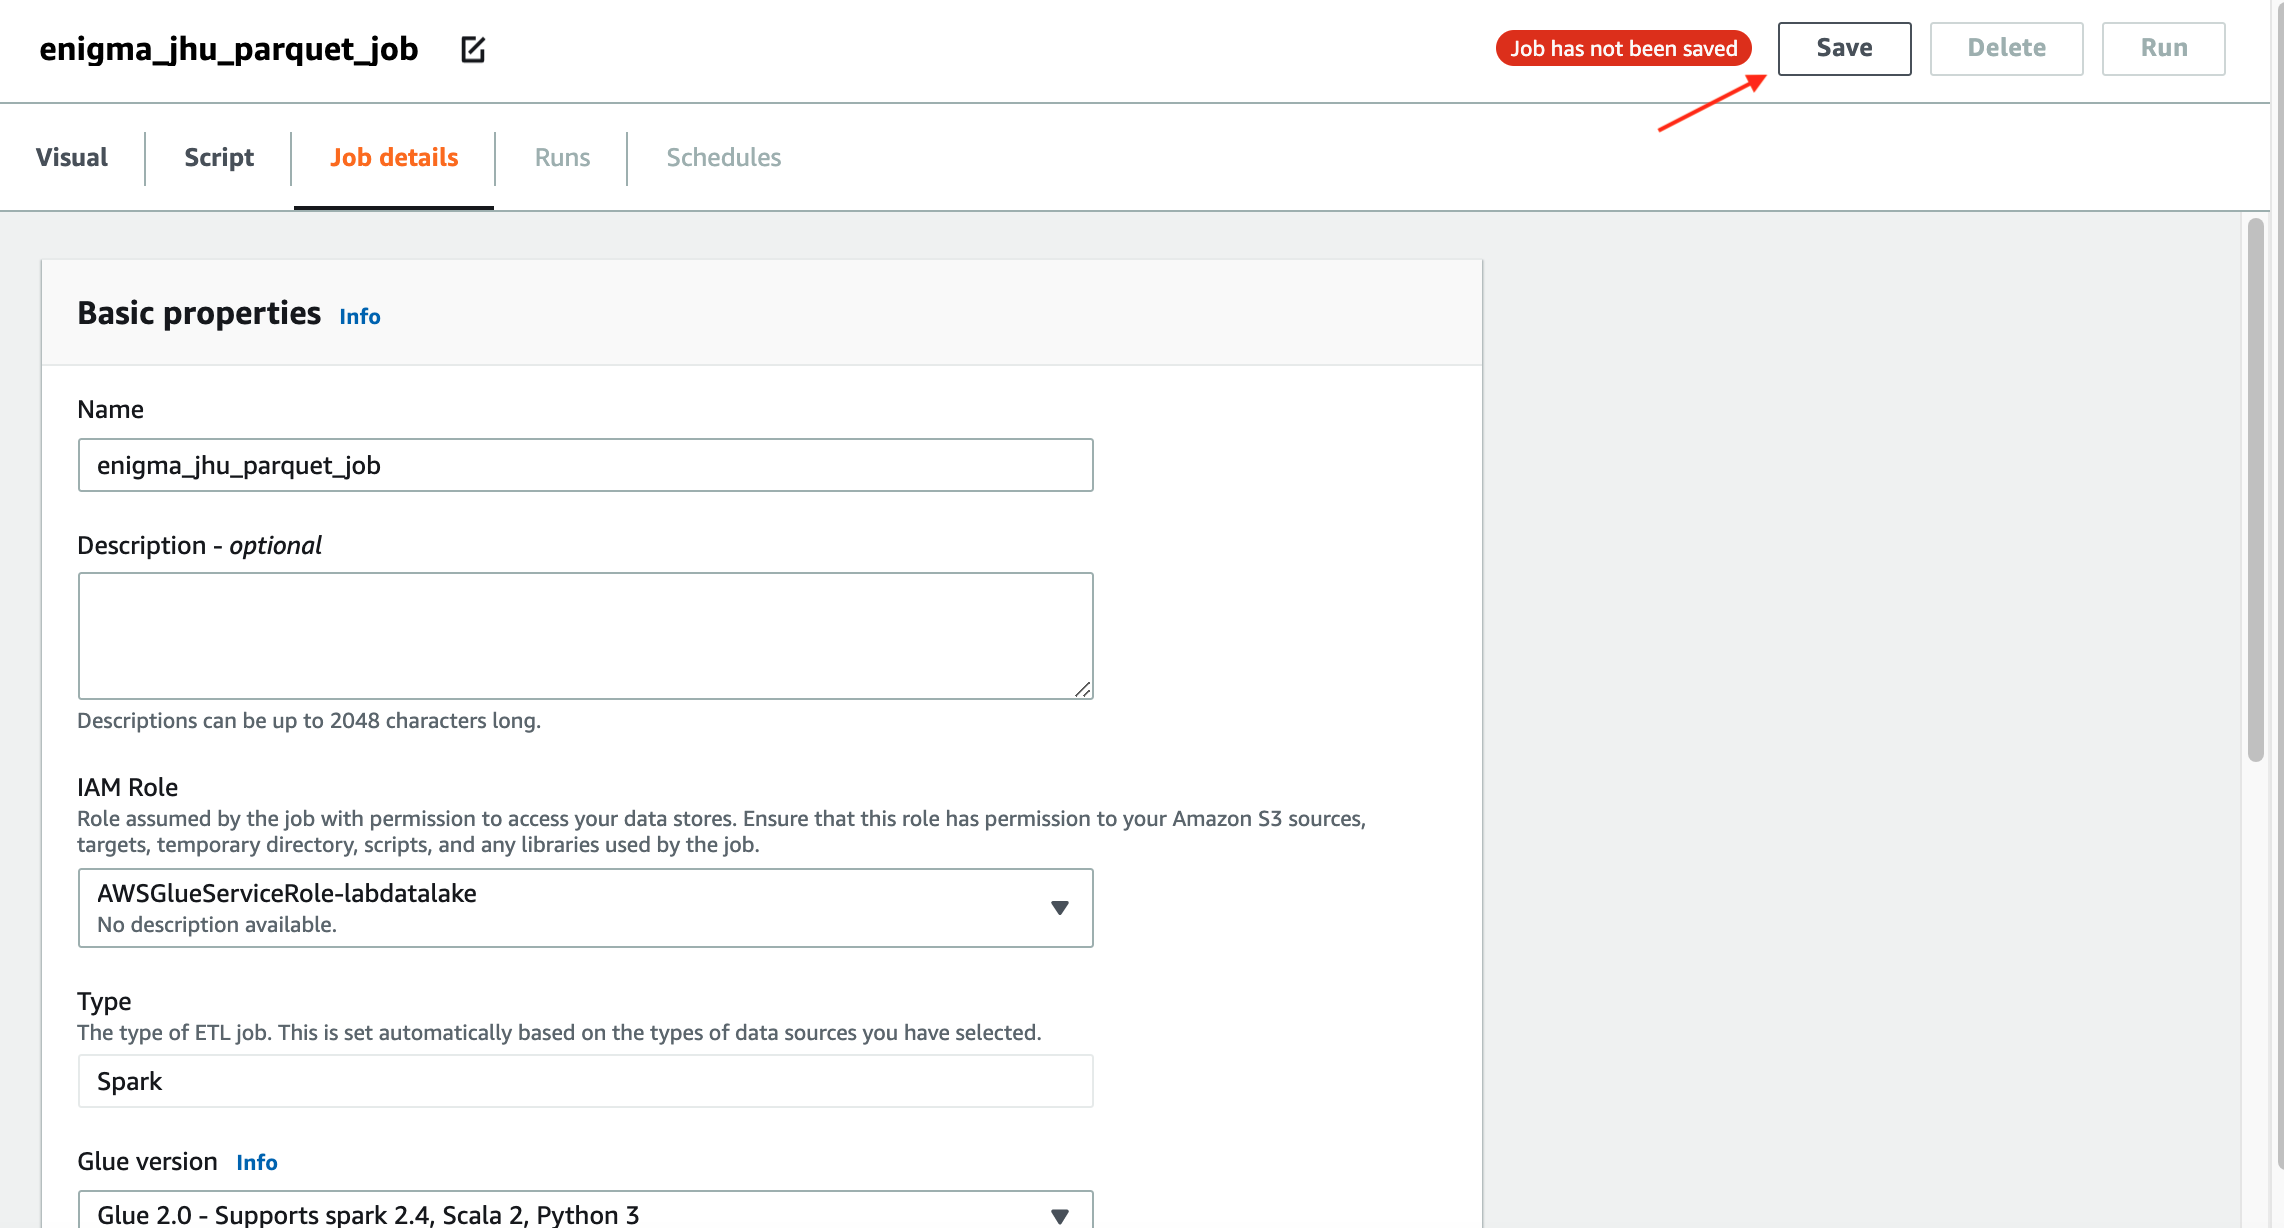 enigma_jhu_parquet_job
Job has not been saved
Save
Delete
Run
Visual
Script
Job details
Runs
Schedules
Basic properties Info
Name
enigma_jhu_parquet_job
Description - optional
Descriptions can be up to 2048 characters long.
IAM Role
Role assumed by the job with permission to access your data stores. Ensure that this role has permission to your Amazon S3 sources,
targets, temporary directory, scripts, and any libraries used by the job.
AWSGlueServiceRole-labdatalake
No description available.
Type
The type of ETL job. This is set automatically based on the types of data sources you have selected.
Spark
Glue version Info
Glue 2.0 - Supports spark 2.4, Scala 2, Python 3